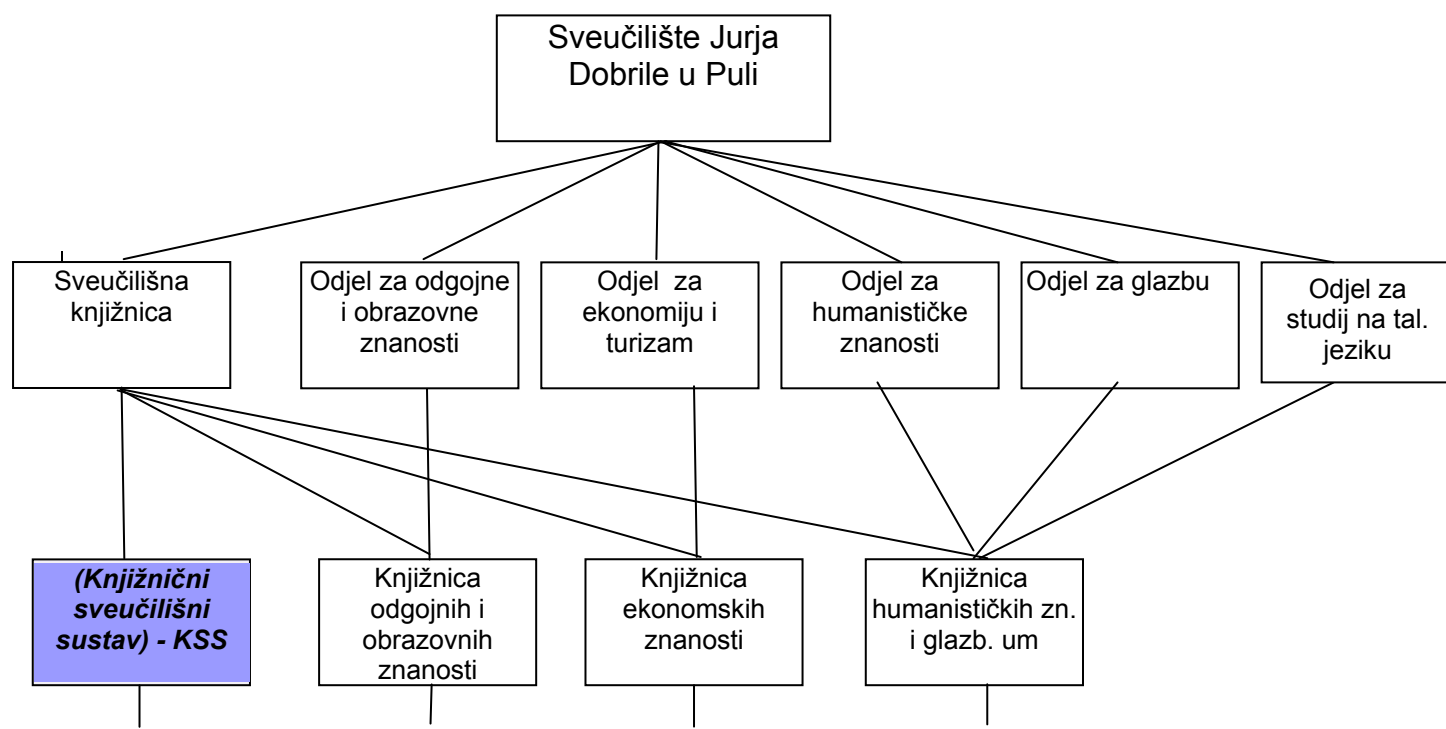 Sveučilište Jurja
Dobrile u Puli
Sveučilišna
knjižnica
Odjel za odgojne
i obrazovne
znanosti
Odjel za
ekonomiju i
turizam
Odjel za
humanističke
znanosti
Odjel za glazbu
Odjel za
studij na tal.
jeziku
(Knjižnični
sveučilišni
sustav) - KSS
Knjižnica
odgojnih i
obrazovnih
znanosti
Knjižnica
ekonomskih
znanosti
Knjižnica
humanističkih zn.
i glazb. um